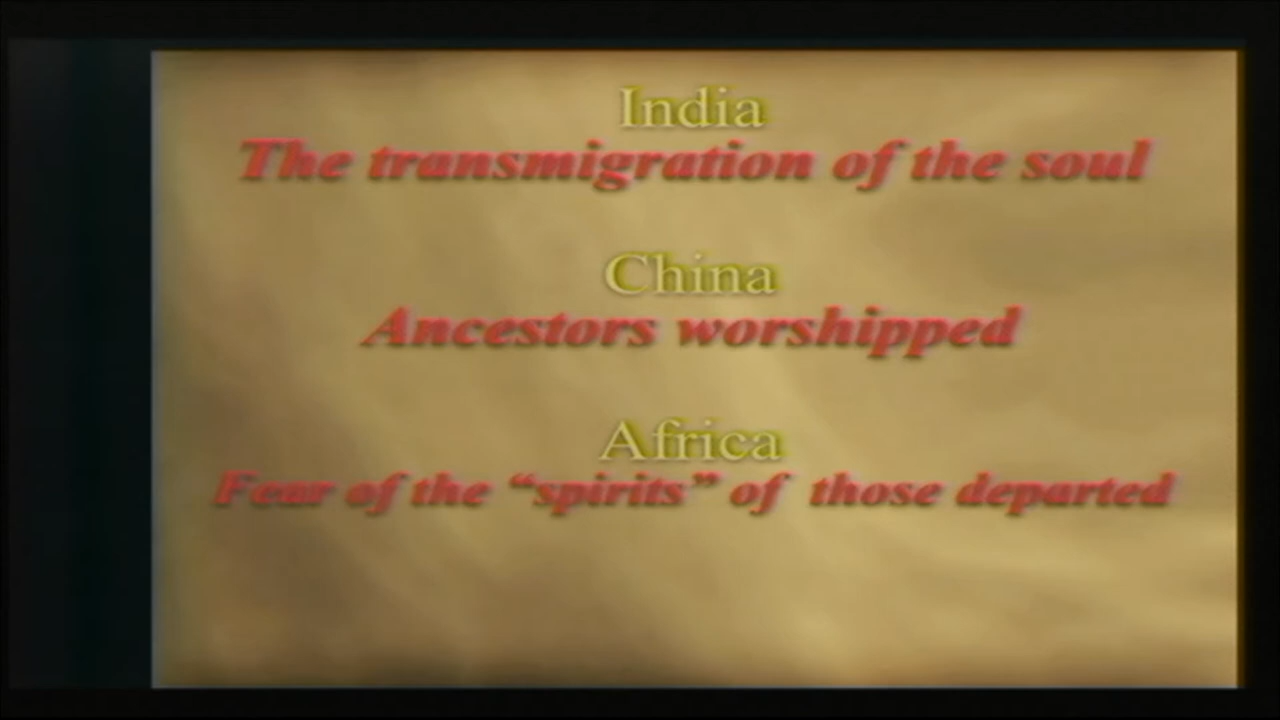 India
The transmigration of the soul
China
Ancestors worshipped
Africa
Fear of the “spirits” of those departed